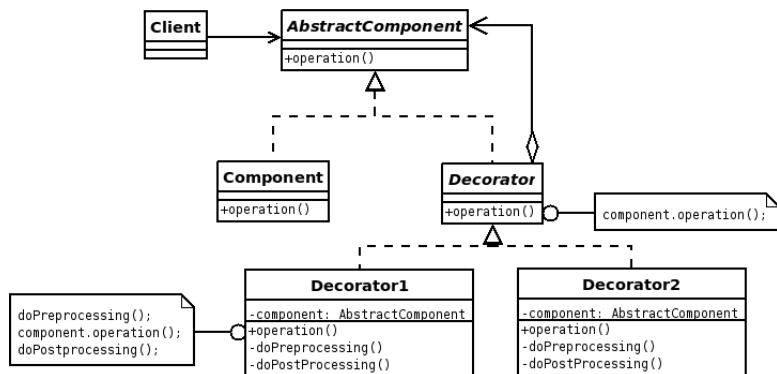 Client
AbstractComponent
+operation()
Component
+operation()
Decorator
+operation()
component.operation();
doPreprocessing();
component.operation();
doPostprocessing();
Decorator1
-component: AbstractComponent
+operation()
-doPreprocessing()
-doPostProcessing()
Decorator2
-component: AbstractComponent
+operation()
-doPreprocessing()
-doPostProcessing()